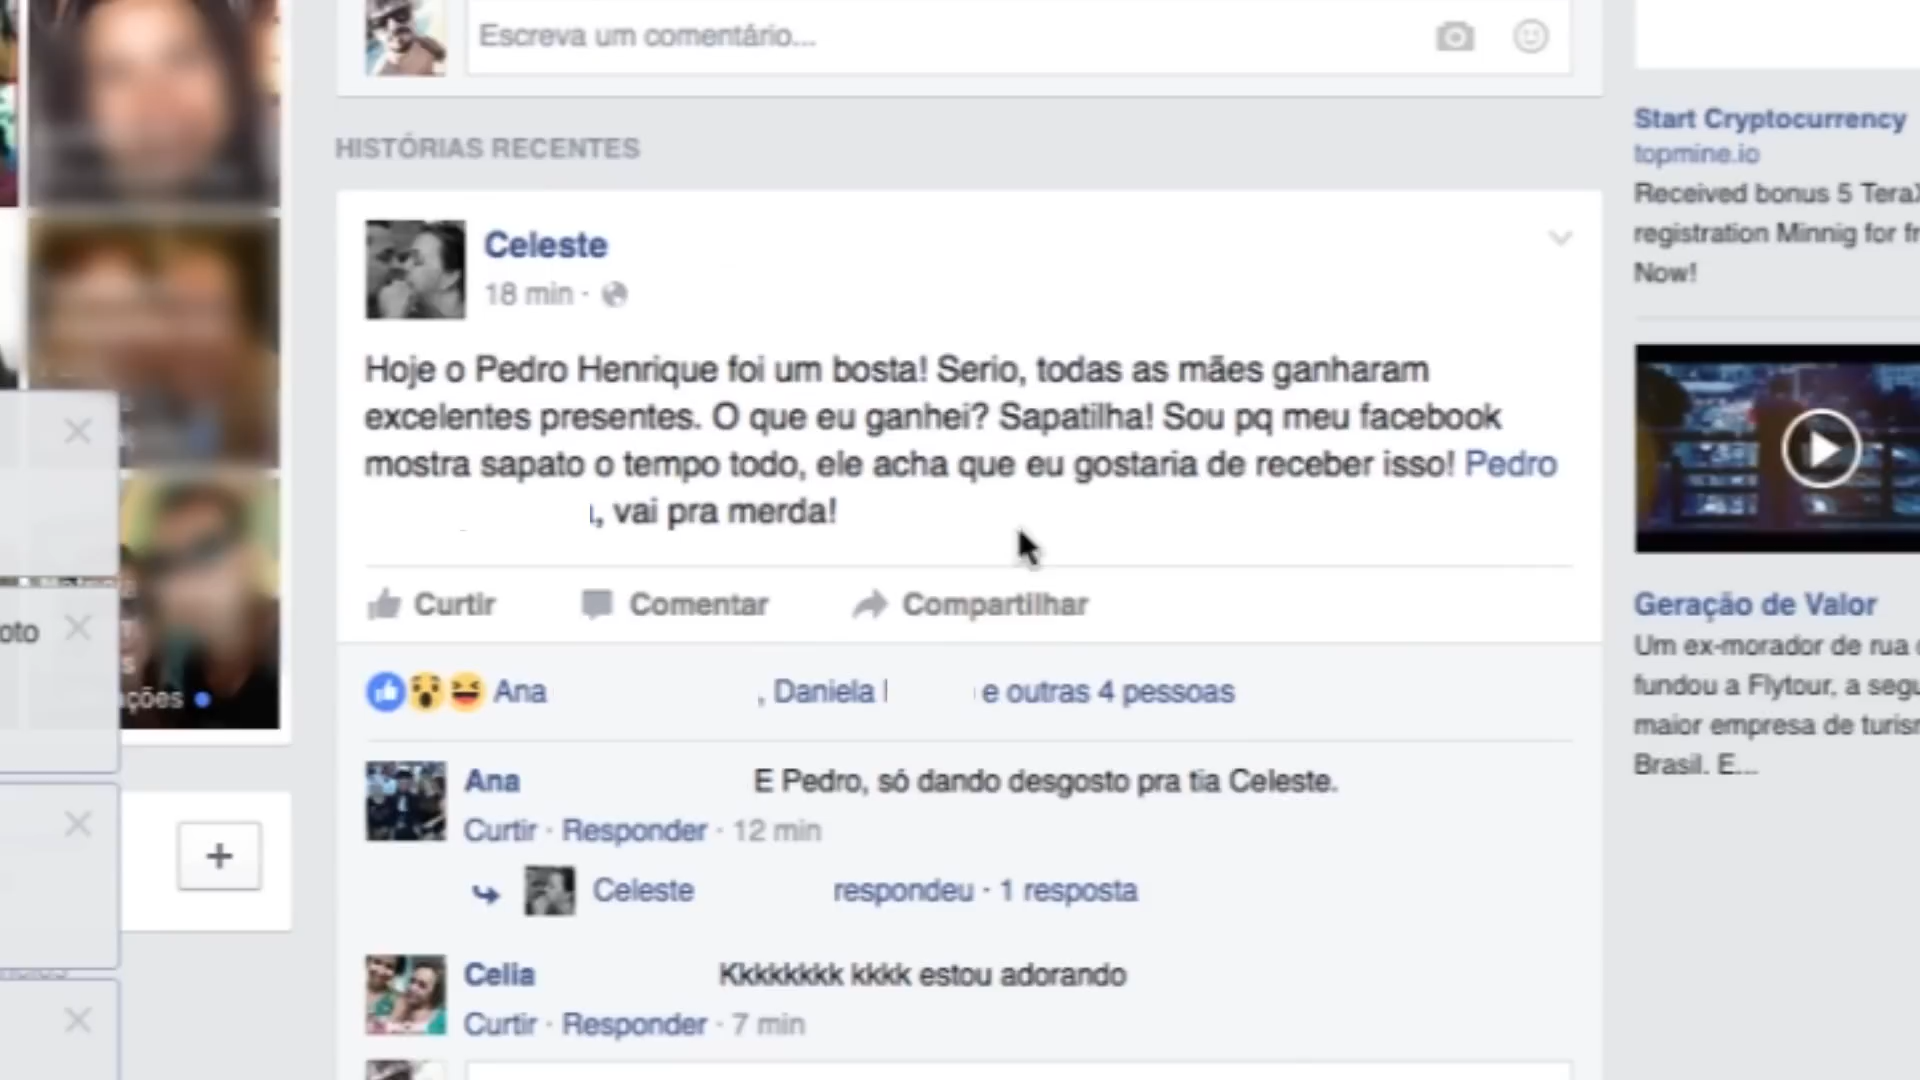 Escreva um comentário...
HISTÓRIAS RECENTES
Celeste
18 min ·
Hoje o Pedro Henrique foi um bosta! Serio, todas as mães ganharam
excelentes presentes. O que eu ganhei? Sapatilha! Sou pq meu facebook
mostra sapato o tempo todo, ele acha que eu gostaria de receber isso! Pedro
, vai pra merda!
Curtir Comentar Compartilhar
Ana , Daniela e outras 4 pessoas
Ana E Pedro, só dando desgosto pra tia Celeste.
Curtir · Responder · 12 min
Celeste respondeu · 1 resposta
Celia Kkkkkkkk kkkk estou adorando
Curtir · Responder · 7 min
Start Cryptocurrency
topmine.io
Received bonus 5 TeraX
registration Minnig for fr
Now!
Geração de Valor
Um ex-morador de rua
fundou a Flytour, a segu
maior empresa de turis
Brasil. E...
oto
ções